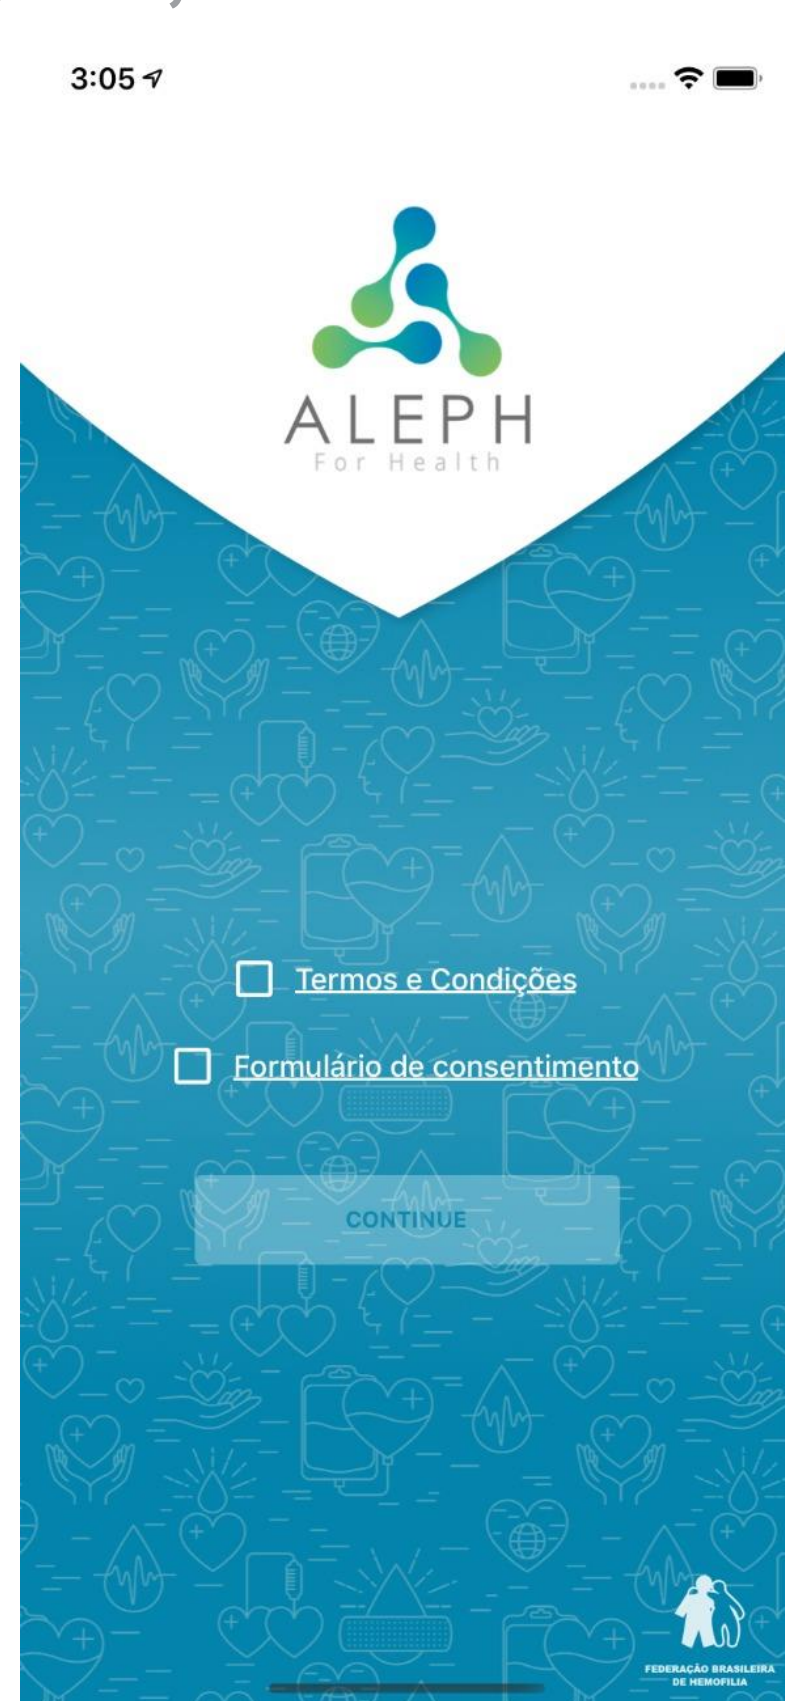 3:05
ALEPH
For Health
Termos e Condições
Formulário de consentimento
CONTINUE
FEDERAÇÃO BRASILEIRA
DE HEMOFILIA